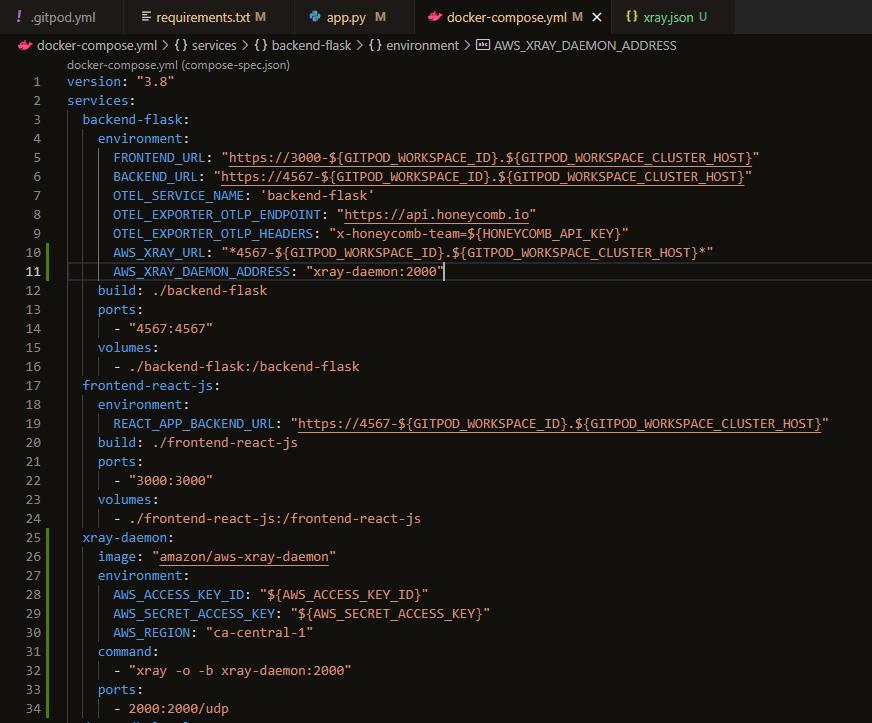 ! .gitpod.yml requirements.txt M app.py M docker-compose.yml M × {} xray.json U
docker-compose.yml > {} services > {} backend-flask > {} environment > abc AWS_XRAY_DAEMON_ADDRESS
docker-compose.yml (compose-spec.json)
1 version: "3.8"
2 services:
3 backend-flask:
4 environment:
5 FRONTEND_URL: "https://3000-${GITPOD_WORKSPACE_ID}.${GITPOD_WORKSPACE_CLUSTER_HOST}"
6 BACKEND_URL: "https://4567-${GITPOD_WORKSPACE_ID}.${GITPOD_WORKSPACE_CLUSTER_HOST}"
7 OTEL_SERVICE_NAME: 'backend-flask'
8 OTEL_EXPORTER_OTLP_ENDPOINT: "https://api.honeycomb.io"
9 OTEL_EXPORTER_OTLP_HEADERS: "x-honeycomb-team=${HONEYCOMB_API_KEY}"
10 AWS_XRAY_URL: "*4567-${GITPOD_WORKSPACE_ID}.${GITPOD_WORKSPACE_CLUSTER_HOST}*"
11 AWS_XRAY_DAEMON_ADDRESS: "xray-daemon:2000"
12 build: ./backend-flask
13 ports:
14 - "4567:4567"
15 volumes:
16 - ./backend-flask:/backend-flask
17 frontend-react-js:
18 environment:
19 REACT_APP_BACKEND_URL: "https://4567-${GITPOD_WORKSPACE_ID}.${GITPOD_WORKSPACE_CLUSTER_HOST}"
20 build: ./frontend-react-js
21 ports:
22 - "3000:3000"
23 volumes:
24 - ./frontend-react-js:/frontend-react-js
25 xray-daemon:
26 image: "amazon/aws-xray-daemon"
27 environment:
28 AWS_ACCESS_KEY_ID: "${AWS_ACCESS_KEY_ID}"
29 AWS_SECRET_ACCESS_KEY: "${AWS_SECRET_ACCESS_KEY}"
30 AWS_REGION: "ca-central-1"
31 command:
32 - "xray -o -b xray-daemon:2000"
33 ports:
34 - 2000:2000/udp